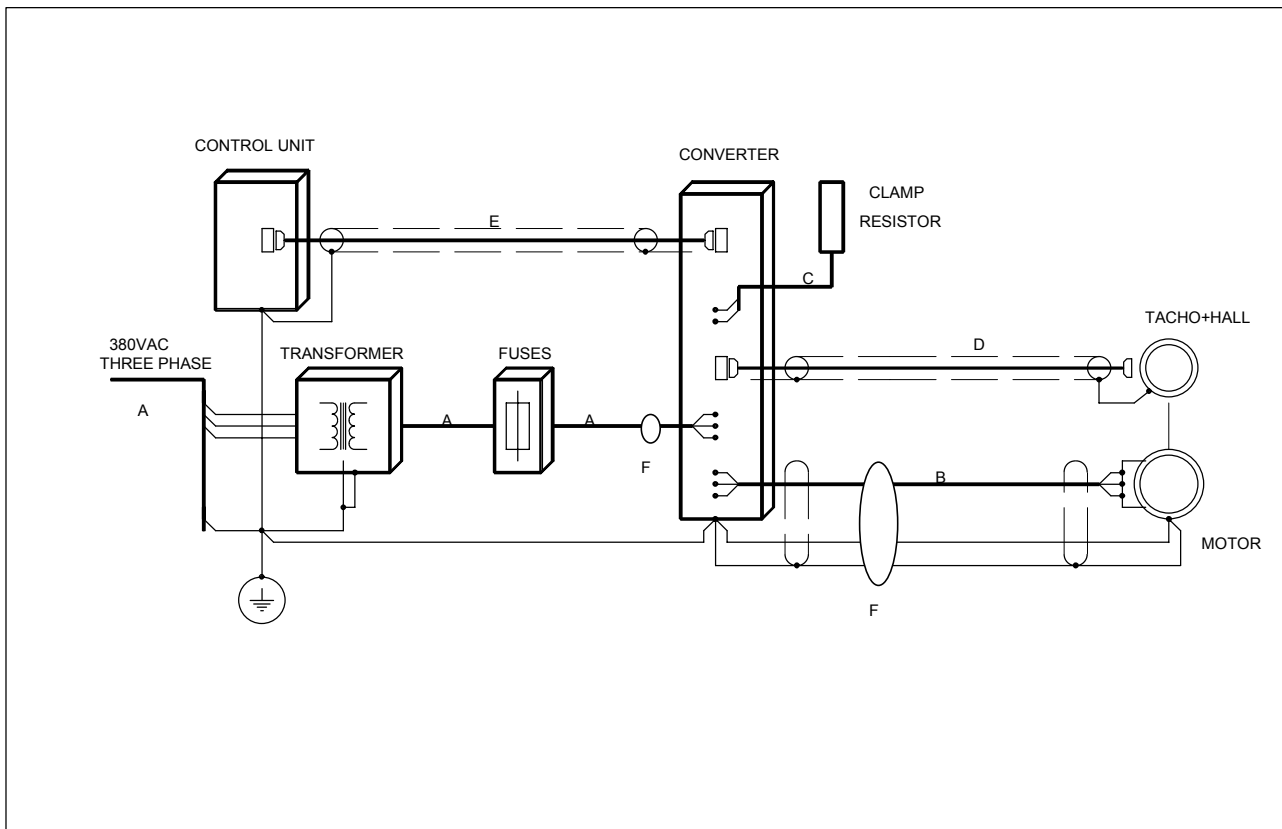 CONTROL UNIT
CONVERTER
CLAMP
RESISTOR
E
C
380VAC
THREE PHASE
A
TRANSFORMER
FUSES
A
A
F
TACHO+HALL
D
B
MOTOR
F